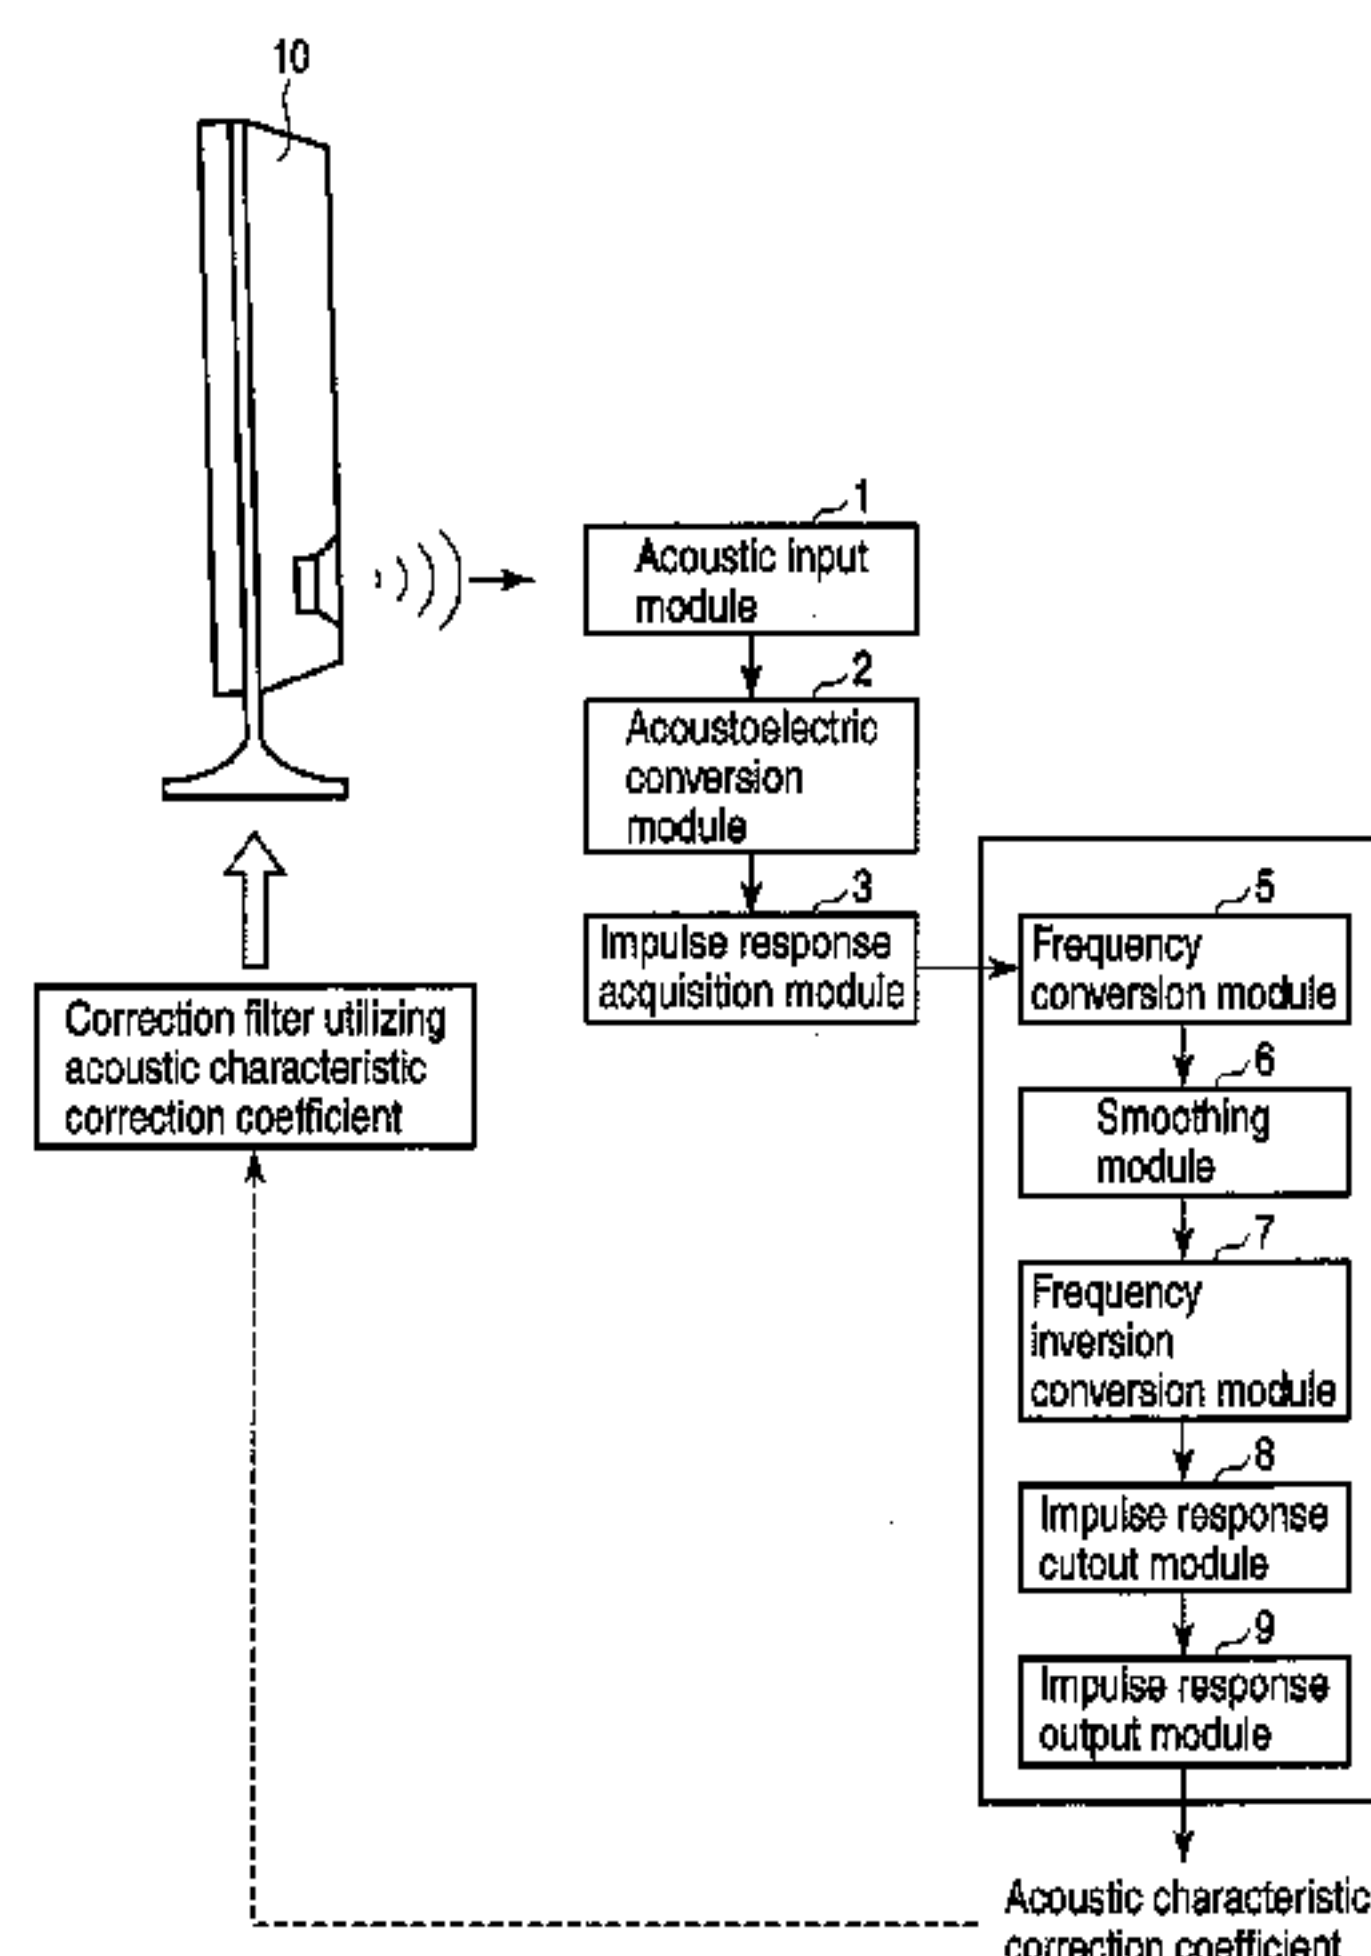 10
1
Acoustic input
module
2
Acoustoelectric
conversion
module
3
Impulse response
acquisition module
5
Frequency
conversion module
6
Smoothing
module
7
Frequency
inversion
conversion module
8
Impulse response
cutout module
9
Impulse response
output module
Correction filter utilizing
acoustic characteristic
correction coefficient
Acoustic characteristic
correction coefficient